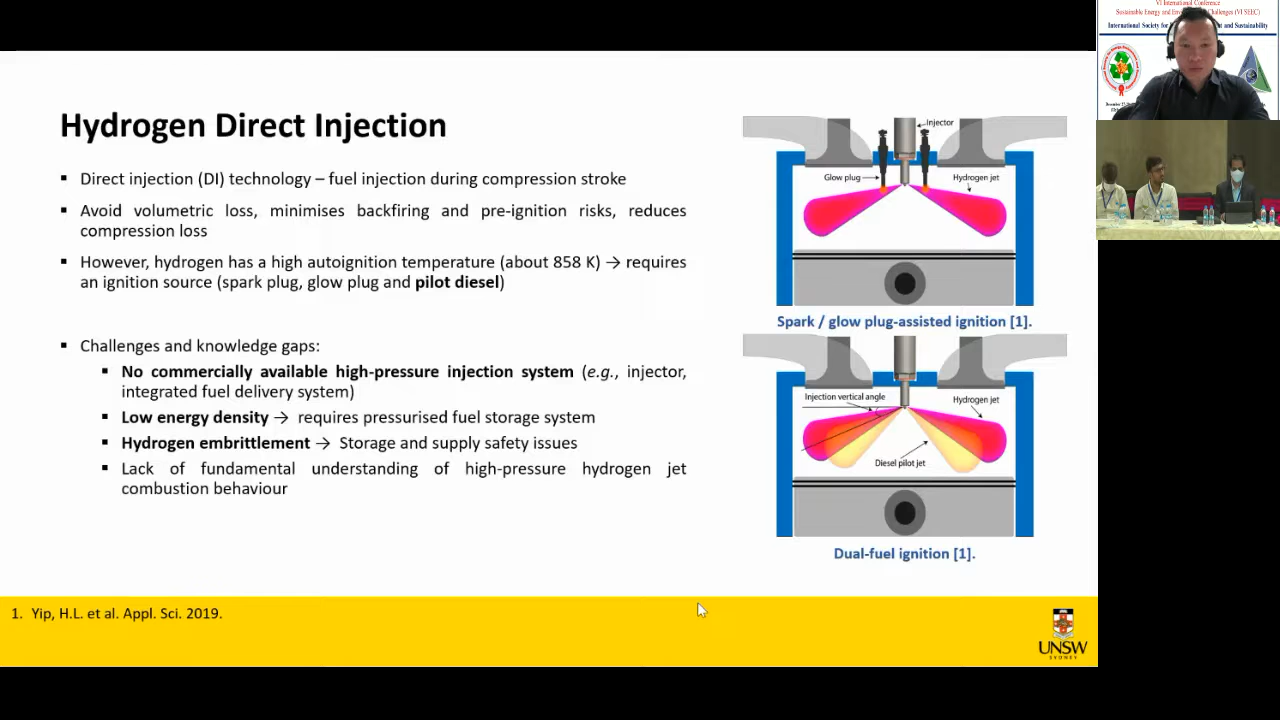 Hydrogen Direct Injection
Direct injection (DI) technology – fuel injection during compression stroke
Avoid volumetric loss, minimises backfiring and pre-ignition risks, reduces
compression loss
However, hydrogen has a high autoignition temperature (about 858 K) → requires
an ignition source (spark plug, glow plug and pilot diesel)
Challenges and knowledge gaps:
No commercially available high-pressure injection system (e.g., injector,
integrated fuel delivery system)
Low energy density → requires pressurised fuel storage system
Hydrogen embrittlement → Storage and supply safety issues
Lack of fundamental understanding of high-pressure hydrogen jet
combustion behaviour
Injector
Glow plug
Hydrogen jet
Spark / glow plug-assisted ignition [1].
Injection vertical angle
Hydrogen jet
Diesel pilot jet
Dual-fuel ignition [1].
1. Yip, H.L. et al. Appl. Sci. 2019.
UNSW
SYDNEY
VI International Conference
Sustainable Energy and Challenges (VI SEEC)
International Society for and Sustainability